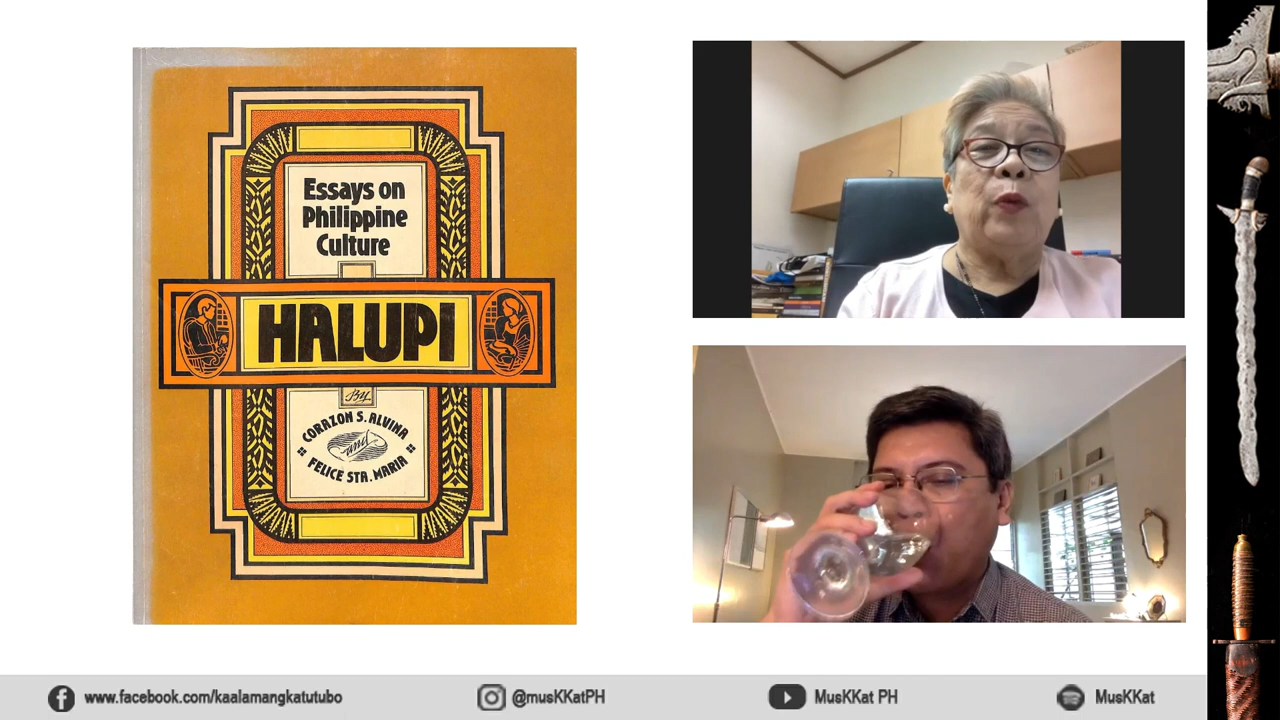 Essays on
Philippine
Culture
HALUPI
By
CORAZON S. ALVINA
and
FELICE STA. MARIA
www.facebook.com/kaalamangkatutubo
@musKKatPH
MusKKat PH
MusKKat